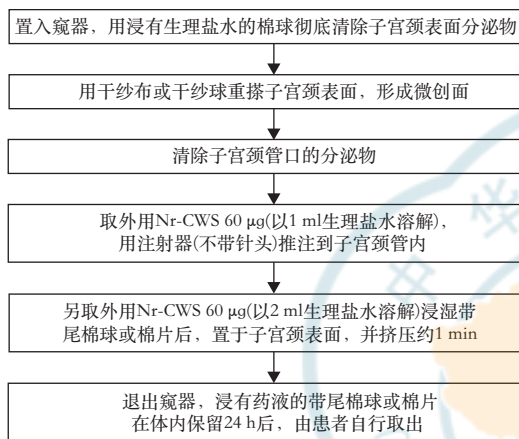 置入窥器，用浸有生理盐水的棉球彻底清除子宫颈表面分泌物
用干纱布或干纱球重搽子宫颈表面，形成微创面
清除子宫颈管口的分泌物
取外用Nr-CWS 60 μg(以1 ml生理盐水溶解)，
用注射器(不带针头)推注到子宫颈管内
另取外用Nr-CWS 60 μg(以2 ml生理盐水溶解)浸湿带
尾棉球或棉片后，置于子宫颈表面，并挤压约1 min
退出窥器，浸有药液的带尾棉球或棉片
在体内保留24 h后，由患者自行取出
中华